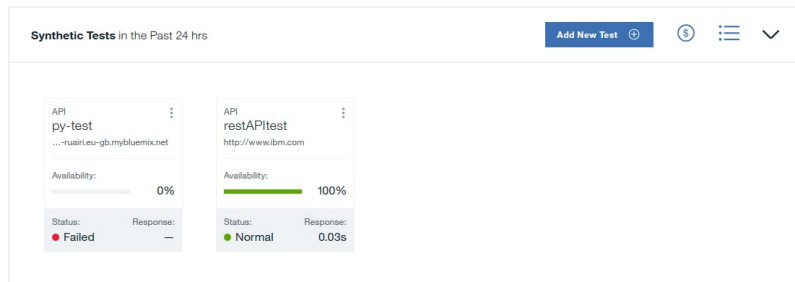 Synthetic Tests in the Past 24 hrs
Add New Test
$
API
py-test
...-ruairi.eu-gb.mybluemix.net
Availability:
0%
Status: Response:
Failed —
API
restAPItest
http://www.ibm.com
Availability:
100%
Status: Response:
Normal 0.03s